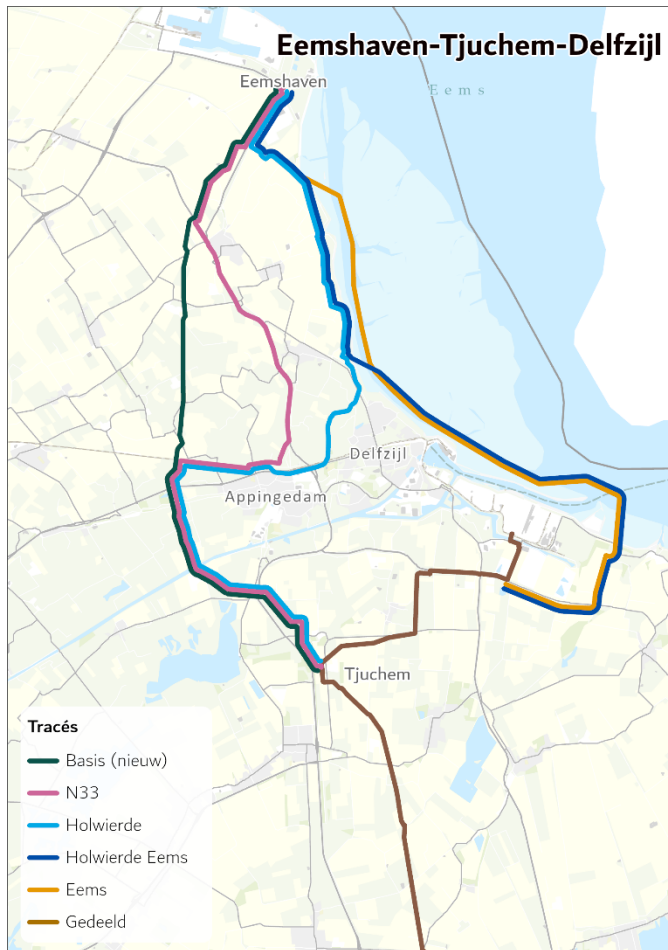 Eemshaven-Tjuchem-Delfzijl
Eemshaven
Eems
Delfzijl
Appingedam
Tjuchem
Tracés
Basis (nieuw)
N33
Holwierde
Holwierde Eems
Eems
Gedeeld